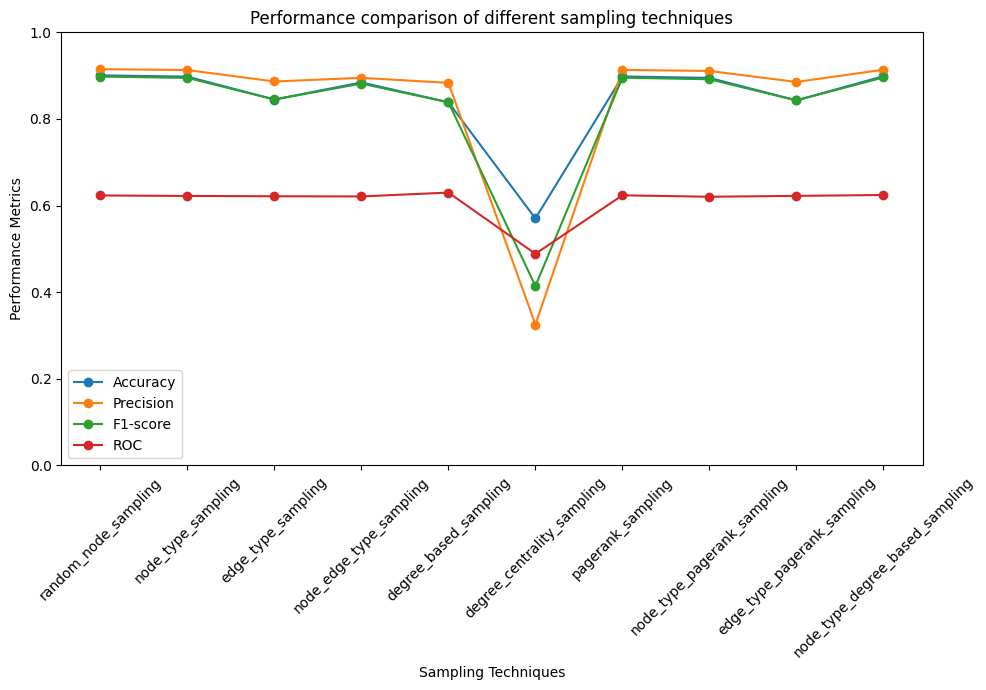 Performance comparison of different sampling techniques
1.0
0.8
0.6
0.4
0.2
0.0
Performance Metrics
Accuracy
Precision
F1-score
ROC
random_node_sampling
node_type_sampling
edge_type_sampling
node_edge_type_sampling
degree_based_sampling
degree_centrality_sampling
pagerank_sampling
node_type_pagerank_sampling
edge_type_pagerank_sampling
node_type_degree_based_sampling
Sampling Techniques